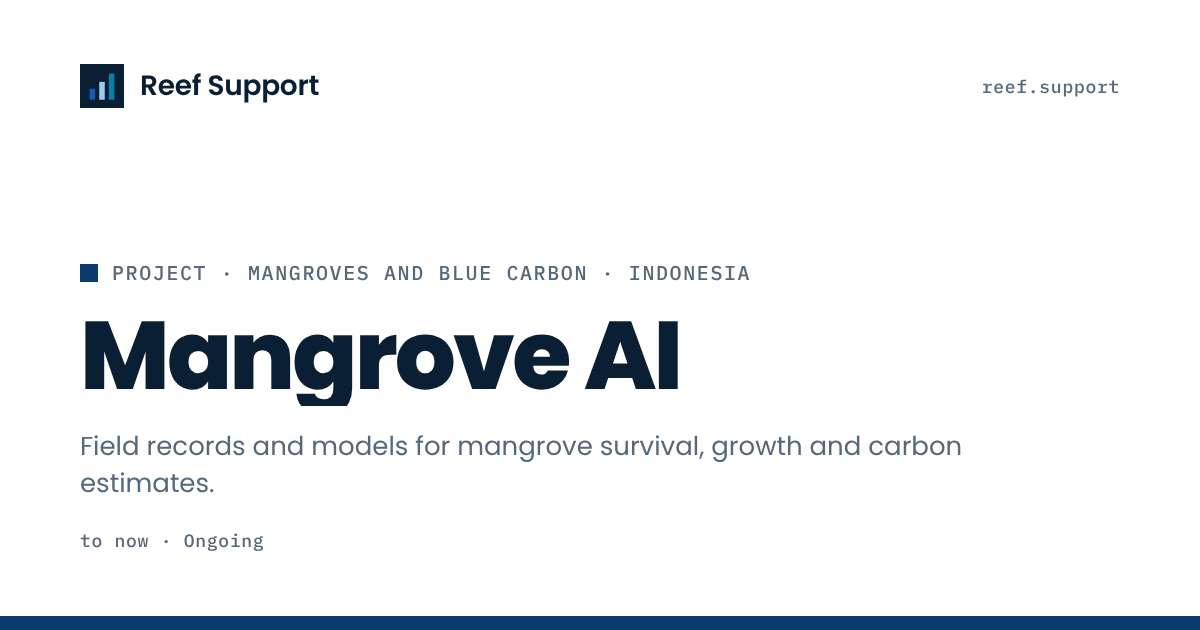 Reef Support
reef.support
PROJECT · MANGROVES AND BLUE CARBON · INDONESIA
Mangrove AI
Field records and models for mangrove survival, growth and carbon
estimates.
to now · Ongoing